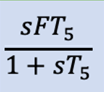 sFT₅
1 + sT₅